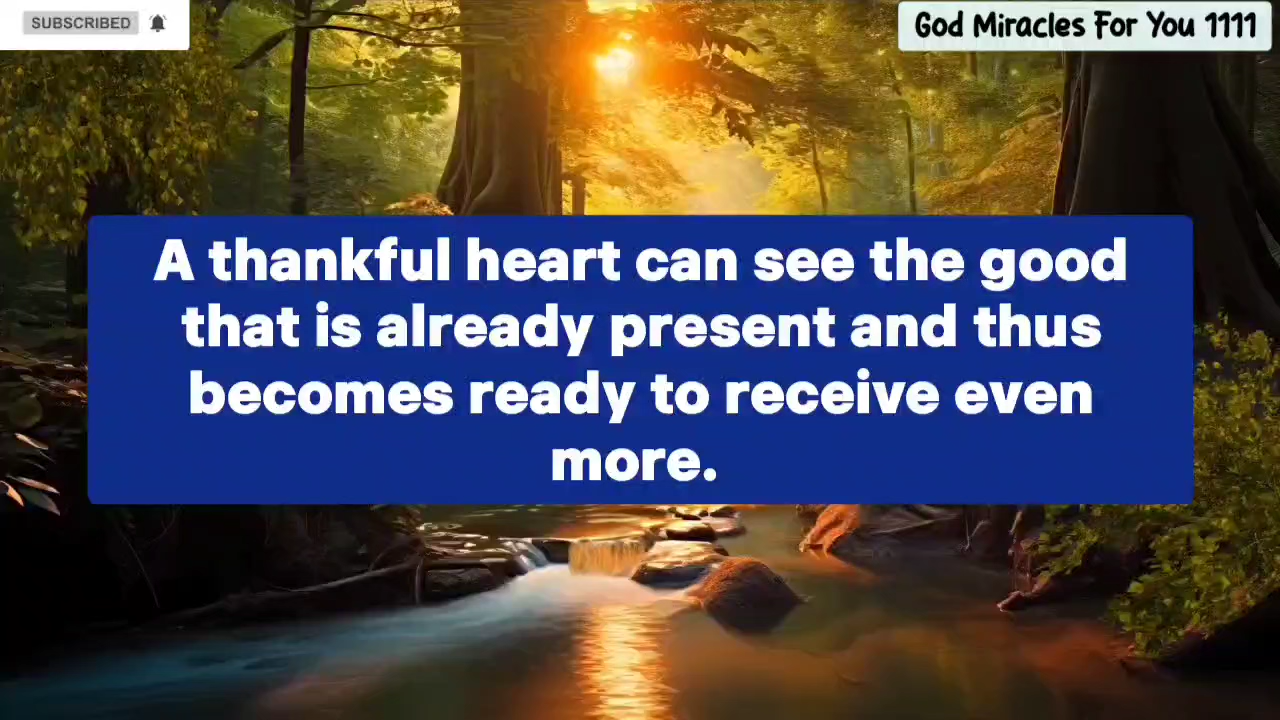 SUBSCRIBED
God Miracles For You 1111
A thankful heart can see the good
that is already present and thus
becomes ready to receive even
more.